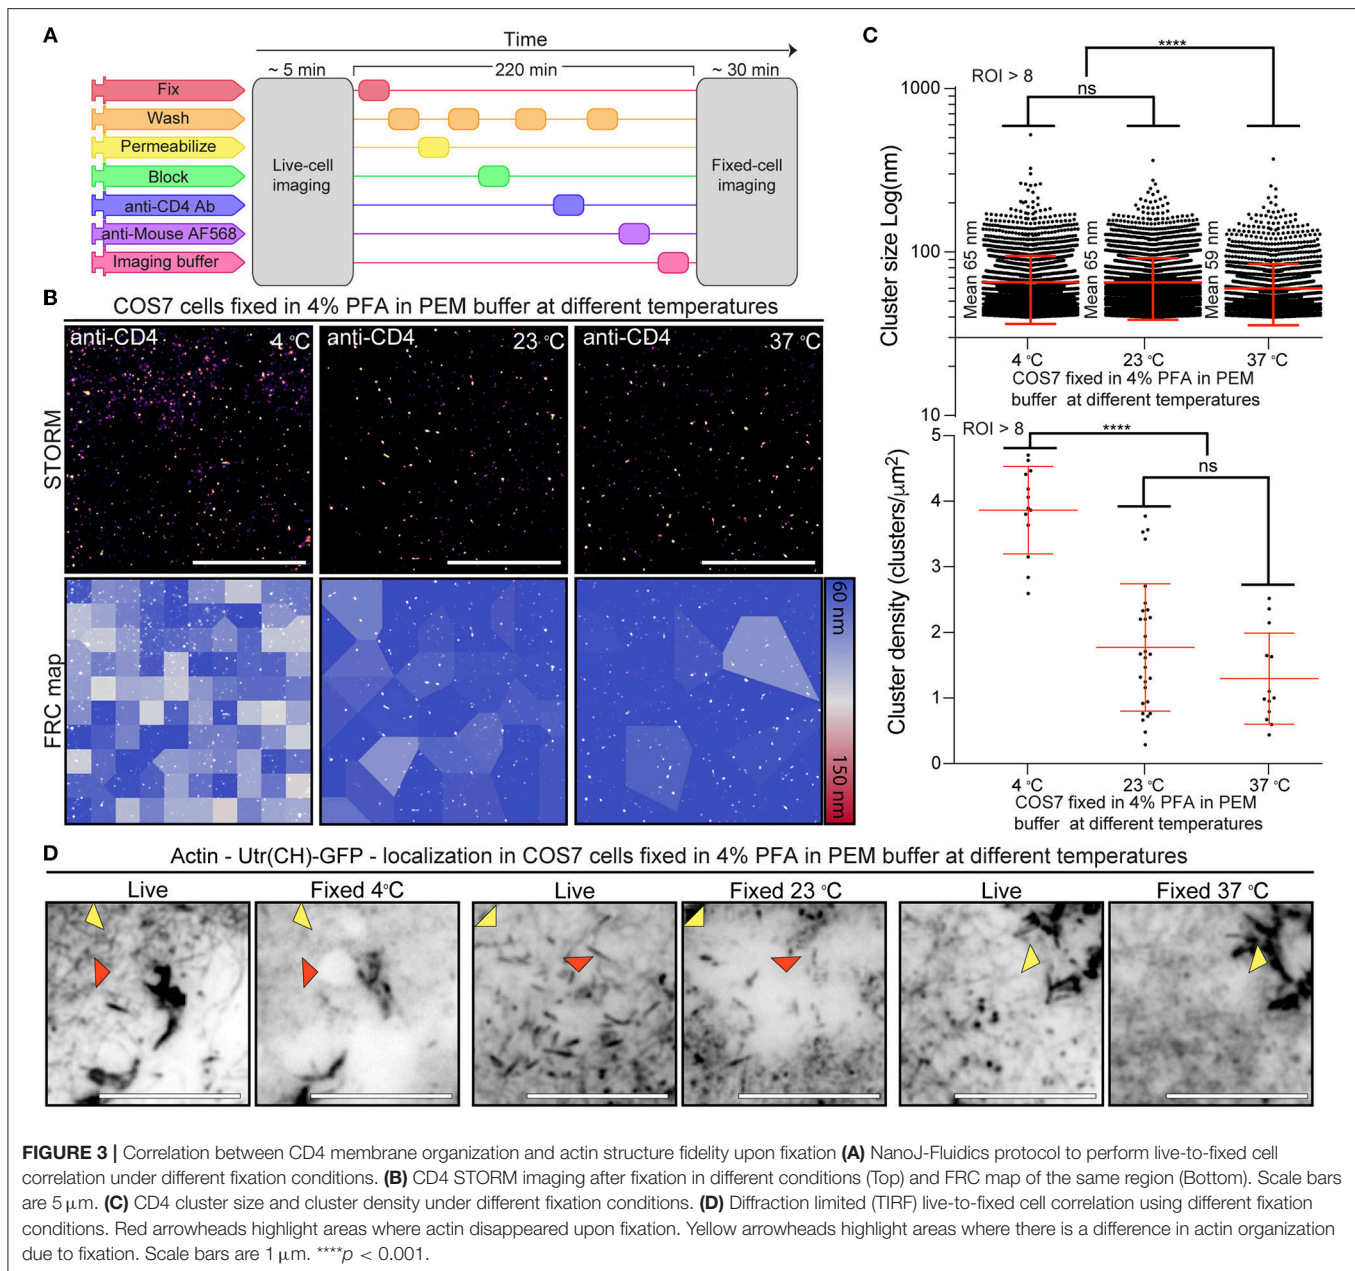 A
Time
~ 5 min
220 min
~ 30 min
Fix
Wash
Permeabilize
Block
anti-CD4 Ab
anti-Mouse AF568
Imaging buffer
Live-cell
imaging
Fixed-cell
imaging
B
COS7 cells fixed in 4% PFA in PEM buffer at different temperatures
STORM
anti-CD4
4 °C
anti-CD4
23 °C
anti-CD4
37 °C
FRC map
60 nm
150 nm
C
Cluster size Log(nm)
1000
100
10
ROI > 8
****
ns
Mean 65 nm
Mean 65 nm
Mean 59 nm
4 °C
23 °C
37 °C
COS7 fixed in 4% PFA in PEM
buffer at different temperatures
Cluster density (clusters/µm²)
5
4
3
2
1
0
ROI > 8
****
ns
4 °C
23 °C
37 °C
COS7 fixed in 4% PFA in PEM
buffer at different temperatures
D
Actin - Utr(CH)-GFP - localization in COS7 cells fixed in 4% PFA in PEM buffer at different temperatures
Live
Fixed 4°C
Live
Fixed 23 °C
Live
Fixed 37 °C
FIGURE 3 | Correlation between CD4 membrane organization and actin structure fidelity upon fixation (A) NanoJ-Fluidics protocol to perform live-to-fixed cell
correlation under different fixation conditions. (B) CD4 STORM imaging after fixation in different conditions (Top) and FRC map of the same region (Bottom). Scale bars
are 5 µm. (C) CD4 cluster size and cluster density under different fixation conditions. (D) Diffraction limited (TIRF) live-to-fixed cell correlation using different fixation
conditions. Red arrowheads highlight areas where actin disappeared upon fixation. Yellow arrowheads highlight areas where there is a difference in actin organization
due to fixation. Scale bars are 1 µm. ****p < 0.001.